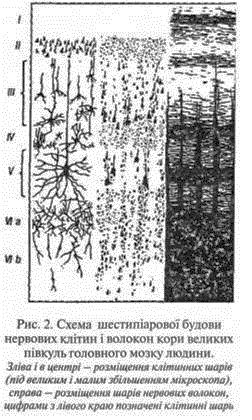 I
II
III
IV
V
VI a
VI b
Рис. 2. Схема шестипіарової будови
нервових клітин і волокон кори великих
півкуль головного мозку людини.
Зліва і в центрі – розміщення клітинних шарів
(під великим і малим збільшенням мікроскопа),
справа – розміщення шарів нервових волокон,
цифрами з лівого краю позначені клітинні шарь